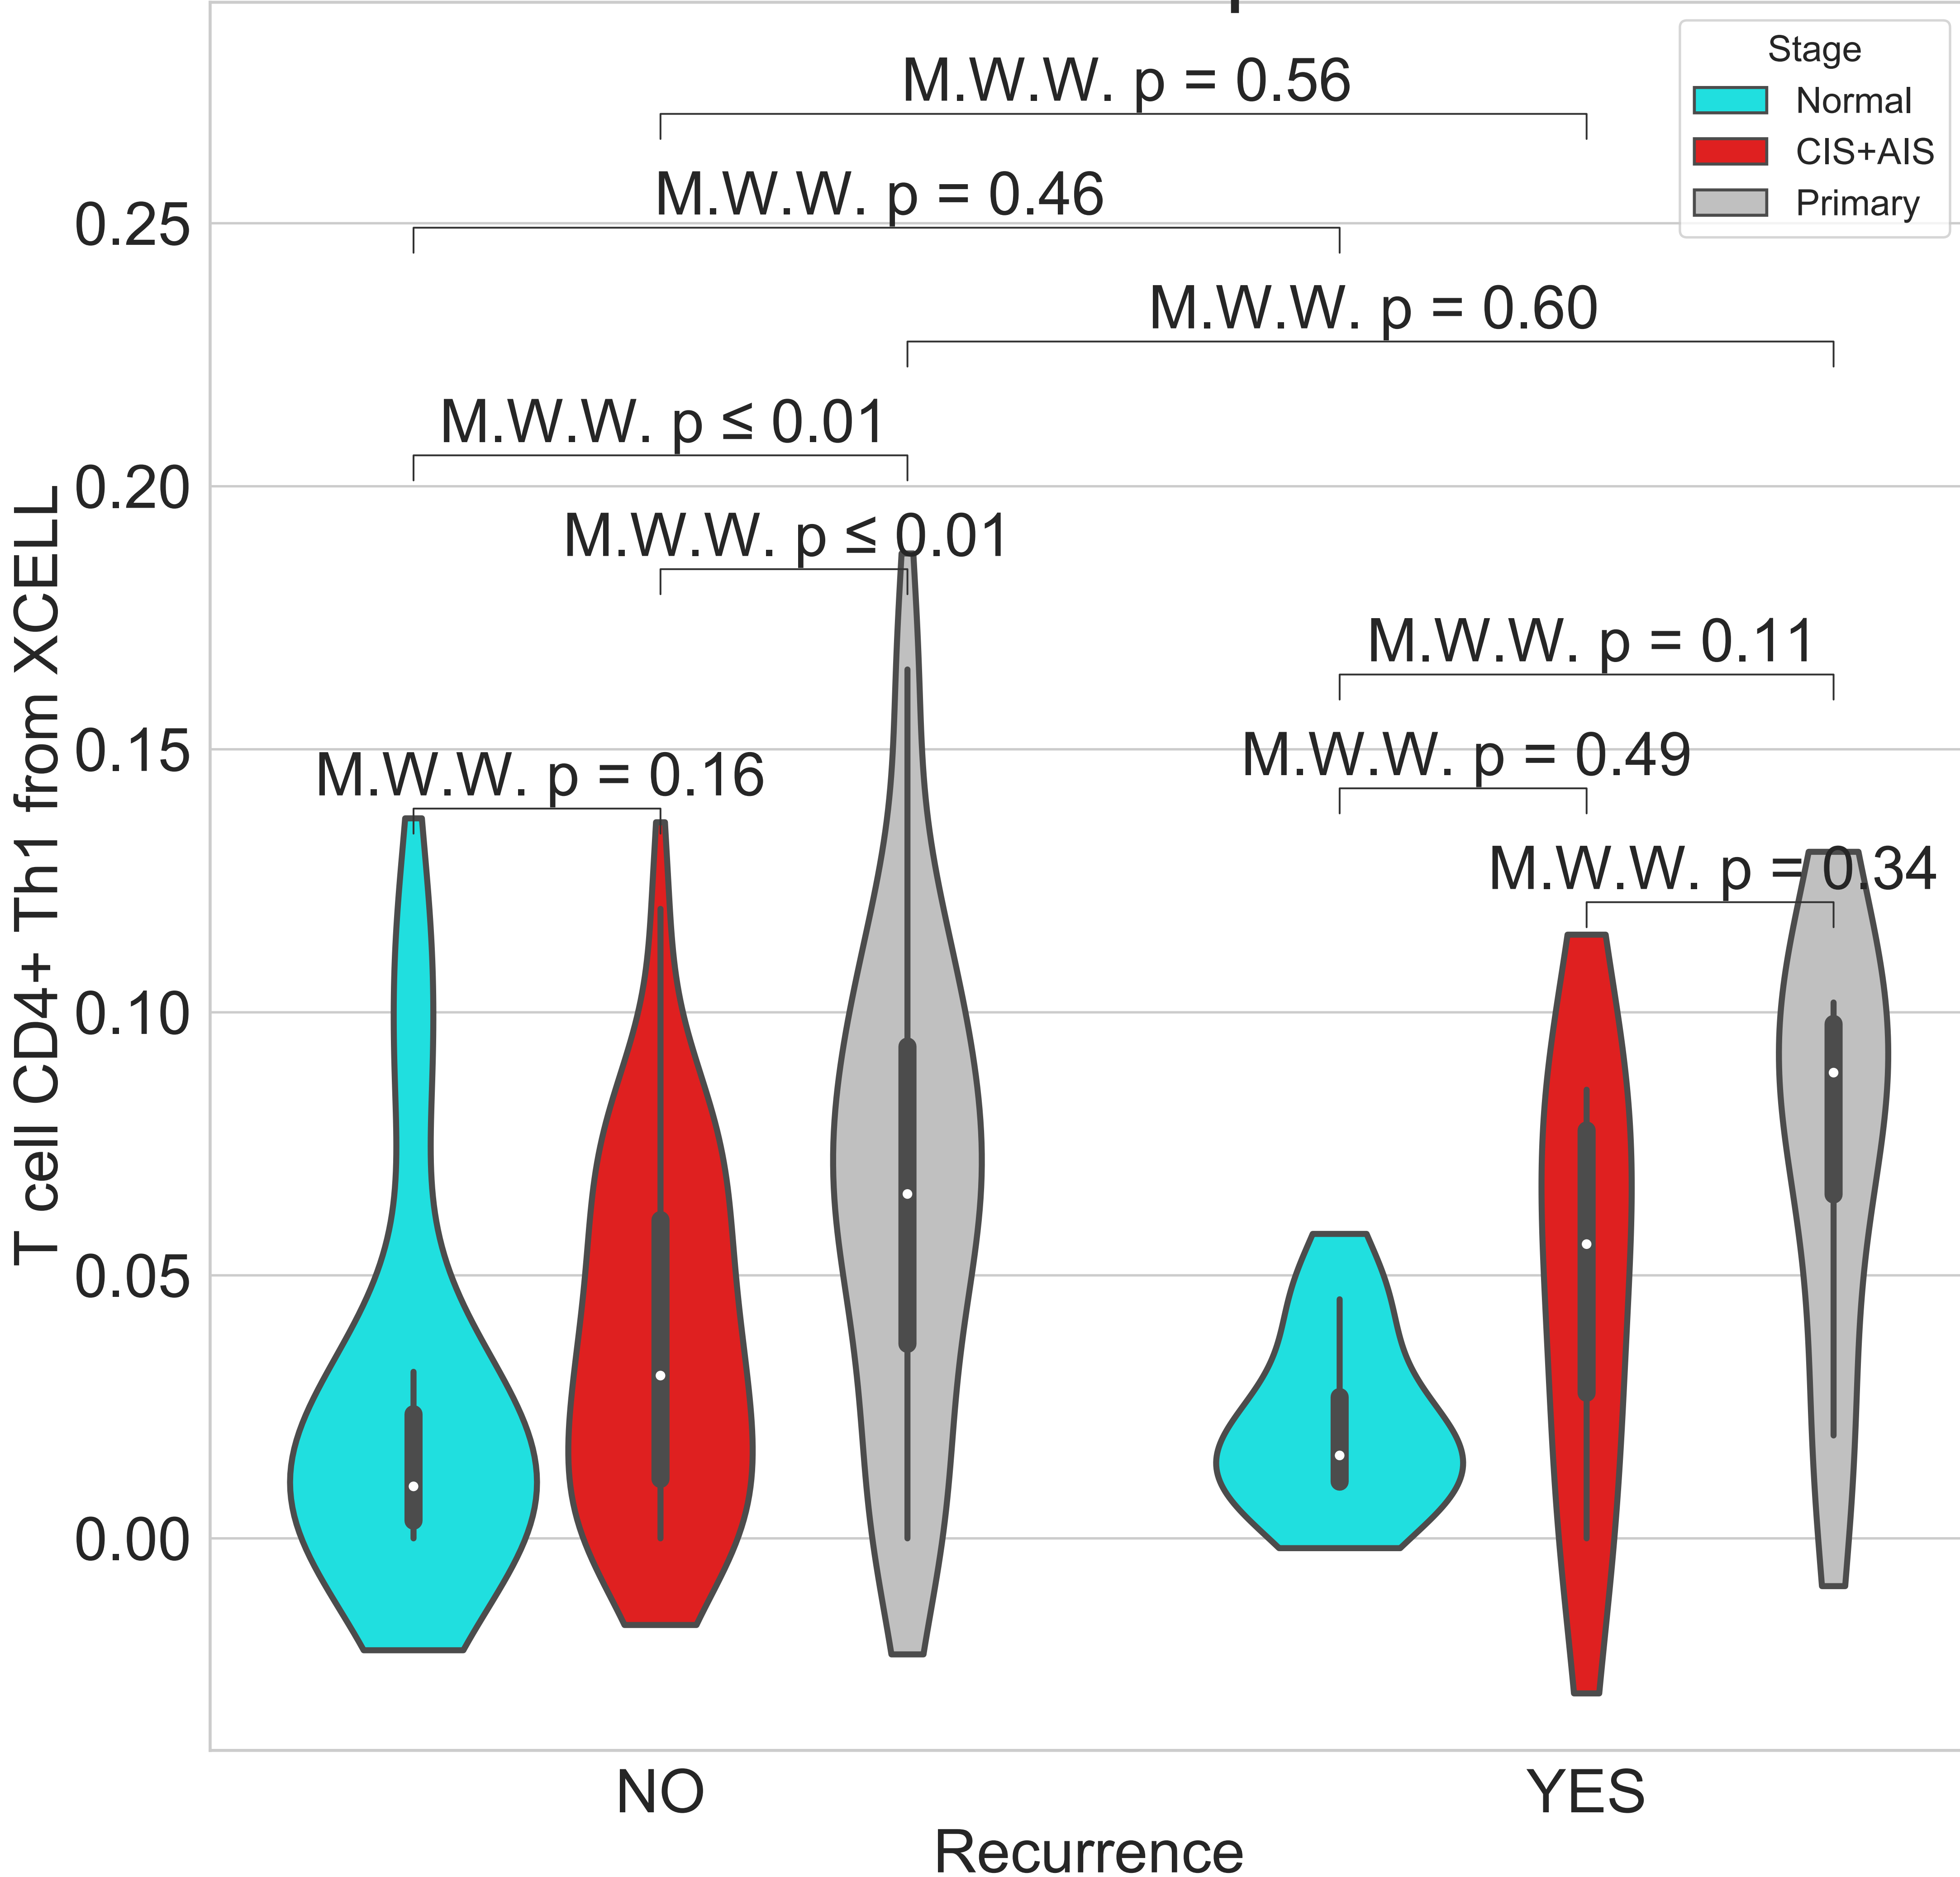 Stage
Normal
CIS+AIS
Primary
M.W.W. p = 0.56
M.W.W. p = 0.46
M.W.W. p = 0.60
M.W.W. p ≤ 0.01
M.W.W. p ≤ 0.01
M.W.W. p = 0.11
M.W.W. p = 0.49
M.W.W. p = 0.16
M.W.W. p = 0.34
T cell CD4+ Th1 from XCELL
0.25
0.20
0.15
0.10
0.05
0.00
NO
YES
Recurrence